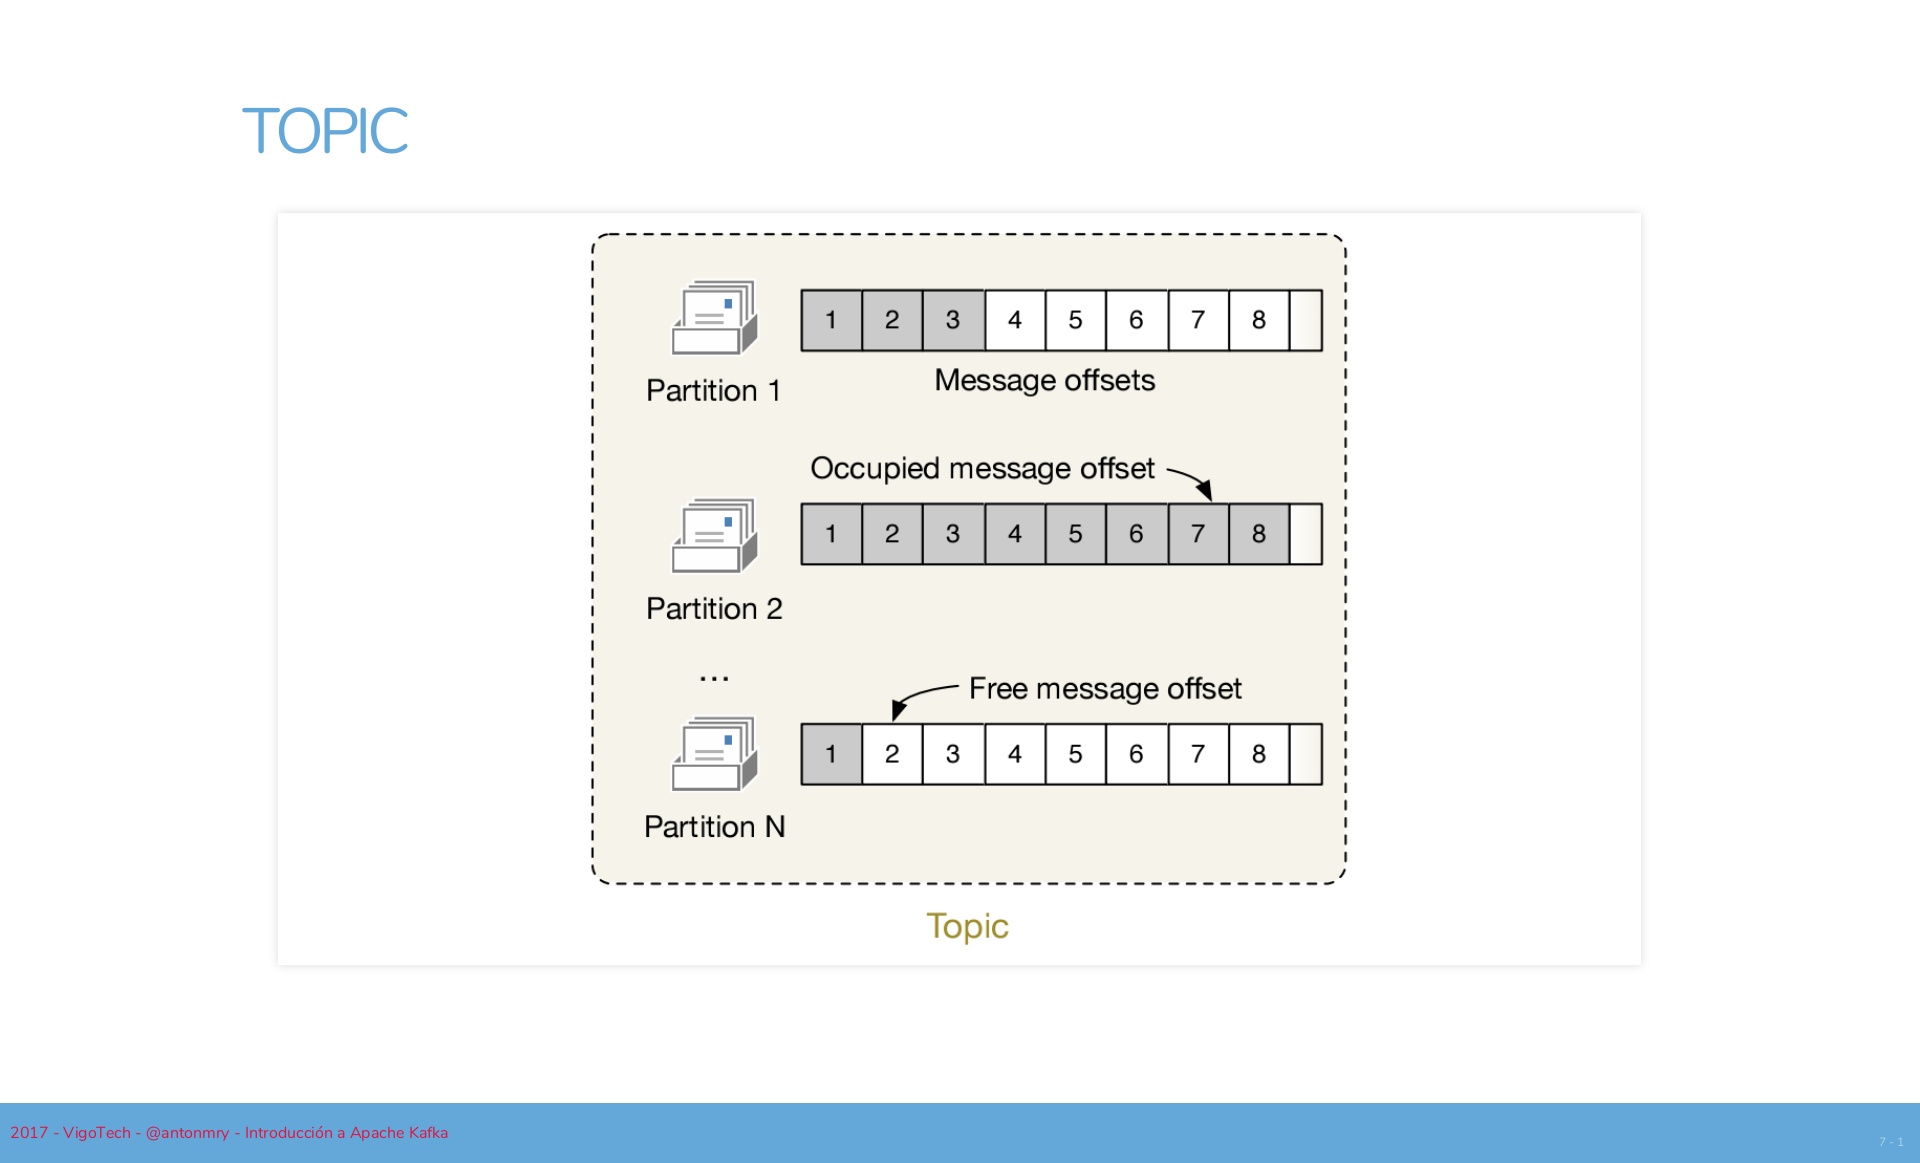 TOPIC
1 2 3 4 5 6 7 8
Partition 1
Message offsets
Occupied message offset
1 2 3 4 5 6 7 8
Partition 2
...
Free message offset
1 2 3 4 5 6 7 8
Partition N
Topic
2017 - VigoTech - @antonmry - Introducción a Apache Kafka
7 - 1